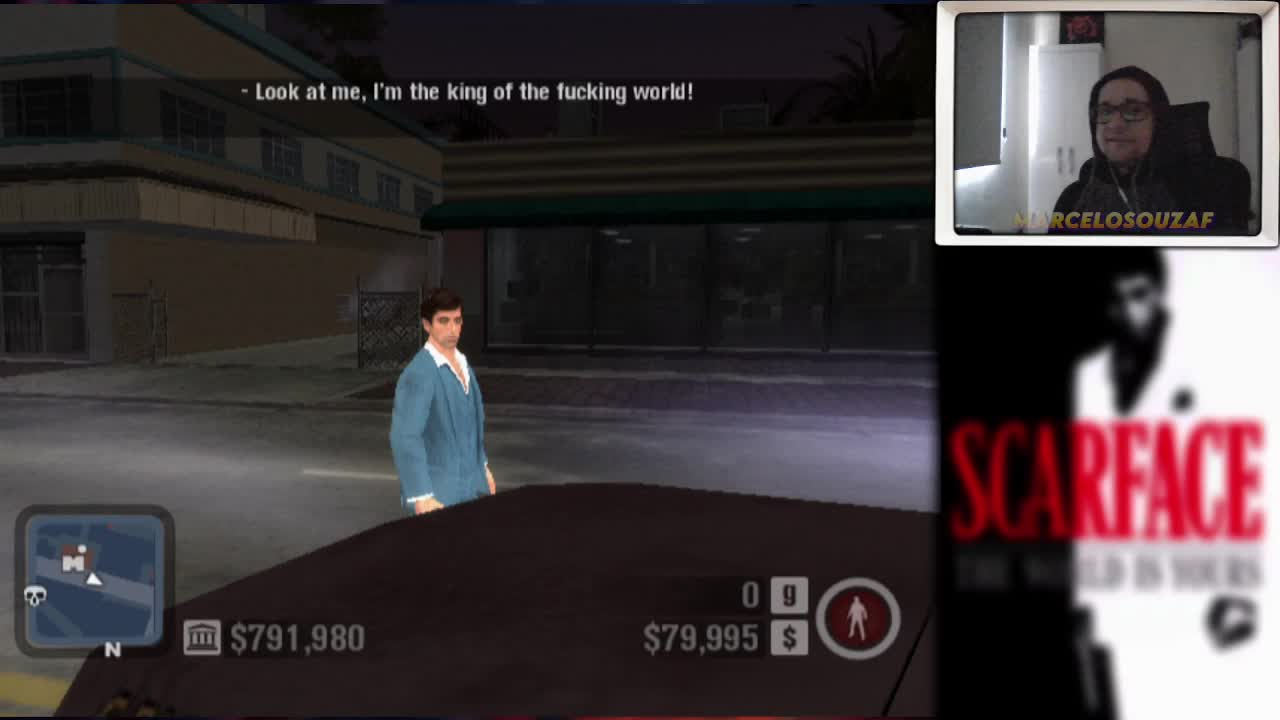 - Look at me, I'm the king of the fucking world!
MARCELOSOUZAF
SCARFACE
THE WORLD IS YOURS
M
N
$791,980
0 g
$79,995 $